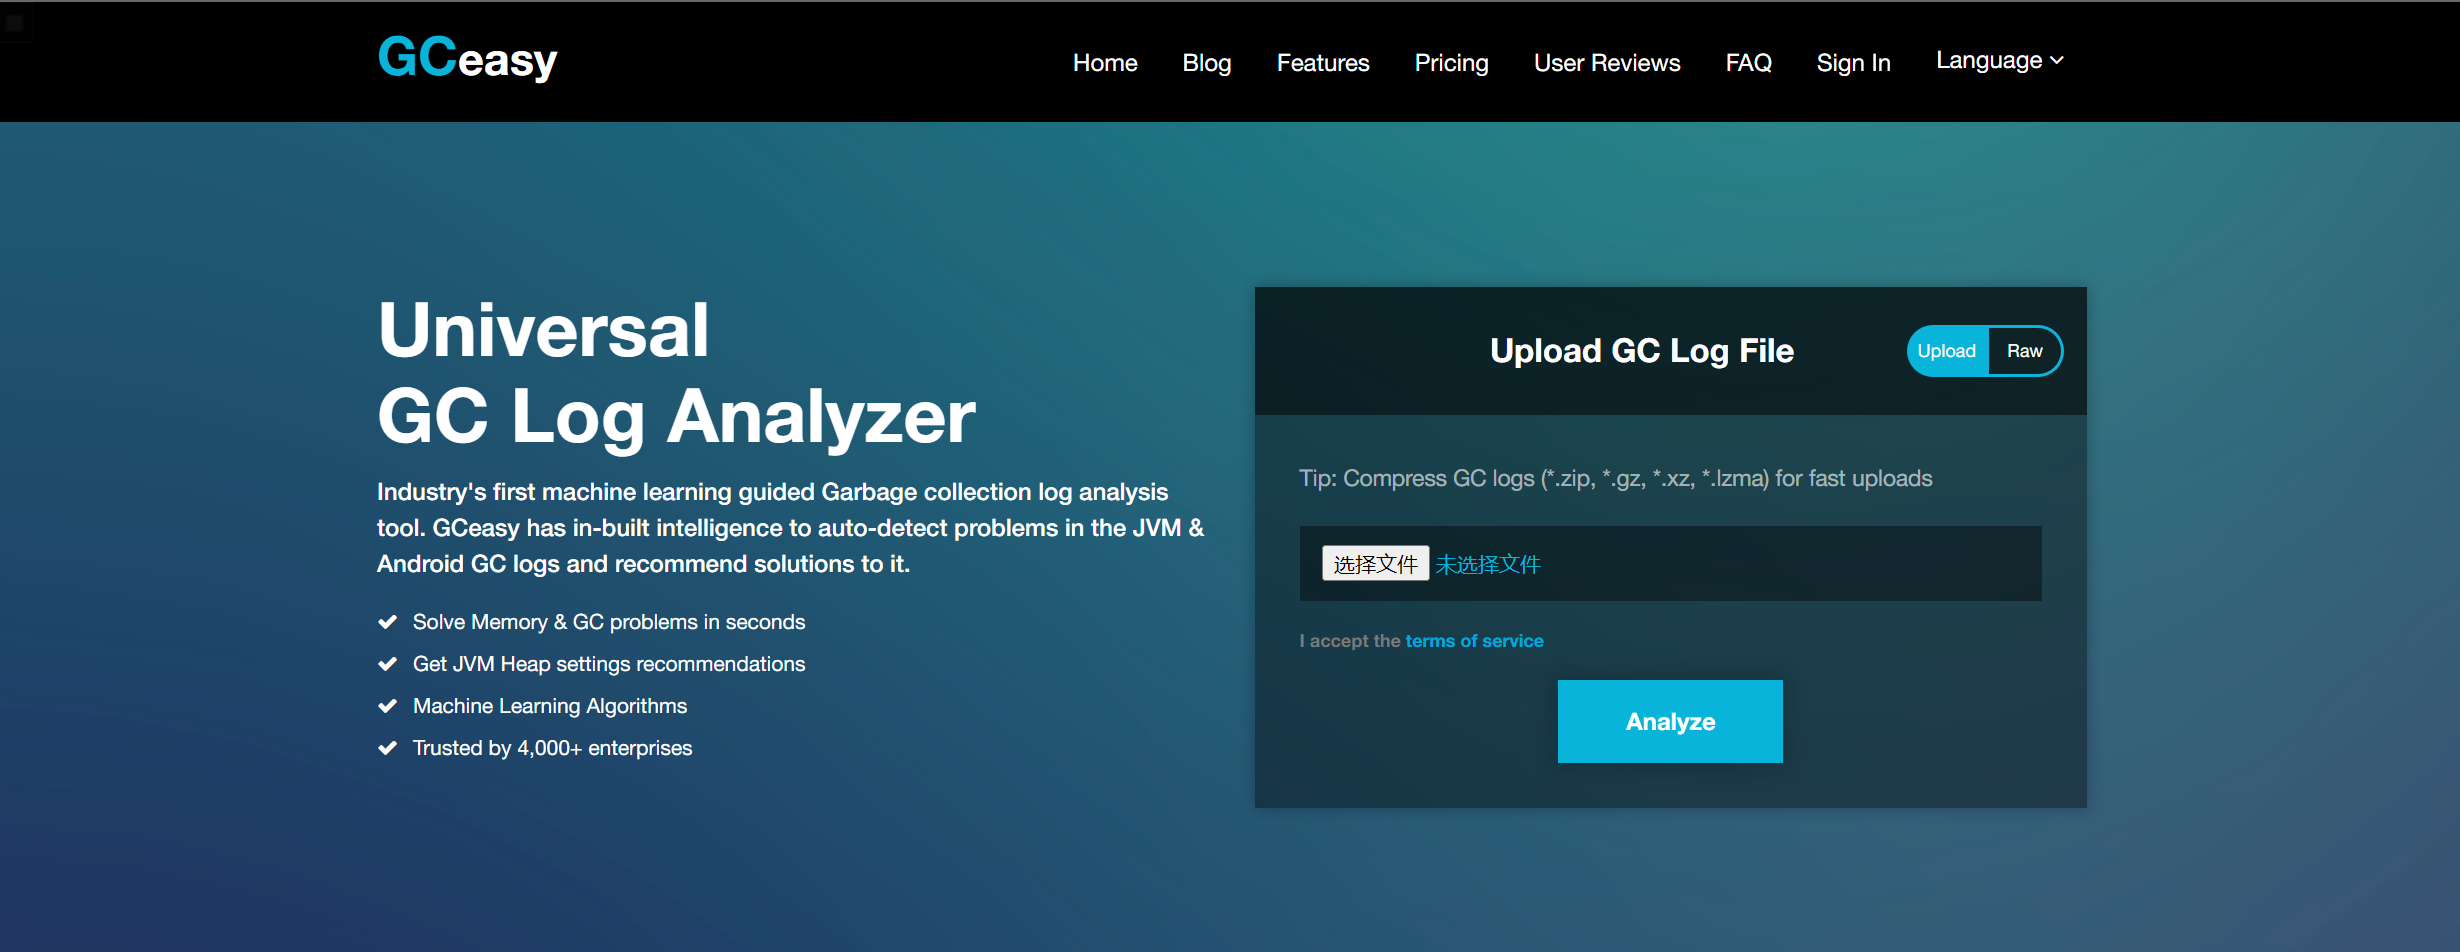 GCeasy
Home Blog Features Pricing User Reviews FAQ Sign In Language
Universal
GC Log Analyzer
Industry's first machine learning guided Garbage collection log analysis
tool. GCeasy has in-built intelligence to auto-detect problems in the JVM &
Android GC logs and recommend solutions to it.
Solve Memory & GC problems in seconds
Get JVM Heap settings recommendations
Machine Learning Algorithms
Trusted by 4,000+ enterprises
Upload GC Log File
Upload Raw
Tip: Compress GC logs (*.zip, *.gz, *.xz, *.lzma) for fast uploads
选择文件 未选择文件
I accept the terms of service
Analyze